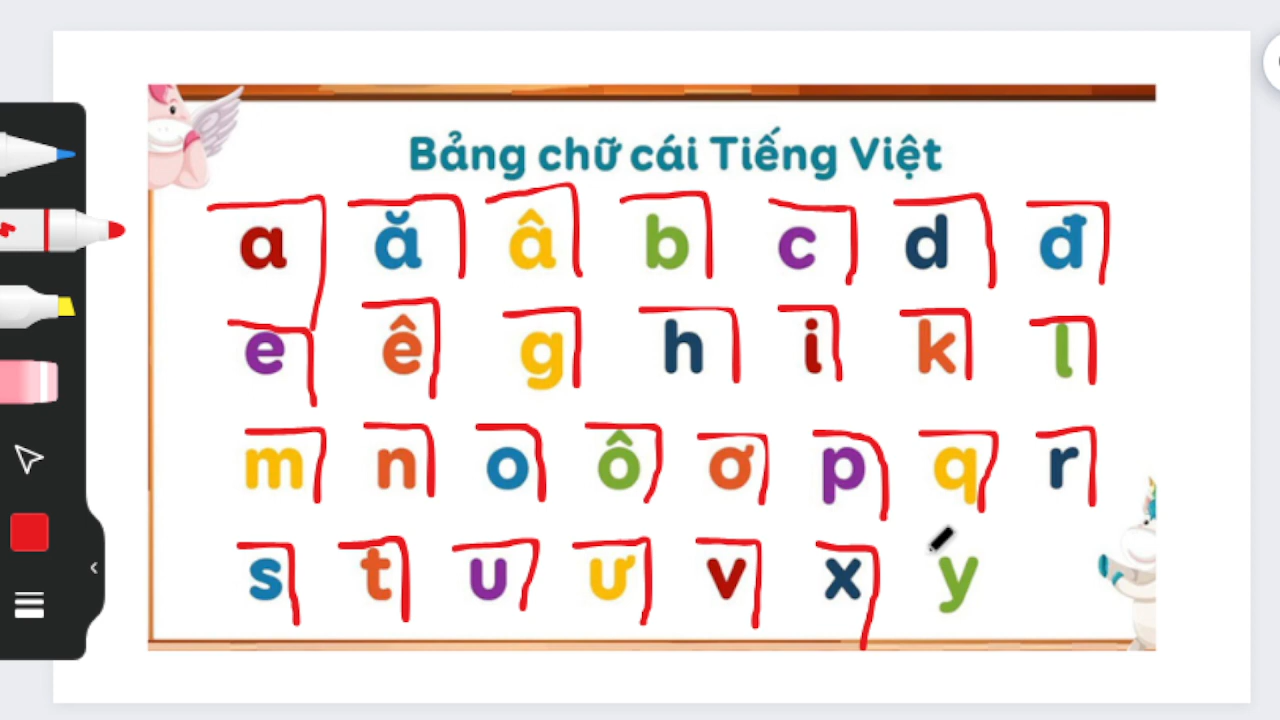 Bảng chữ cái Tiếng Việt
a ă â b c d đ
e ê g h i k l
m n o ô ơ p q r
s t u ư v x y